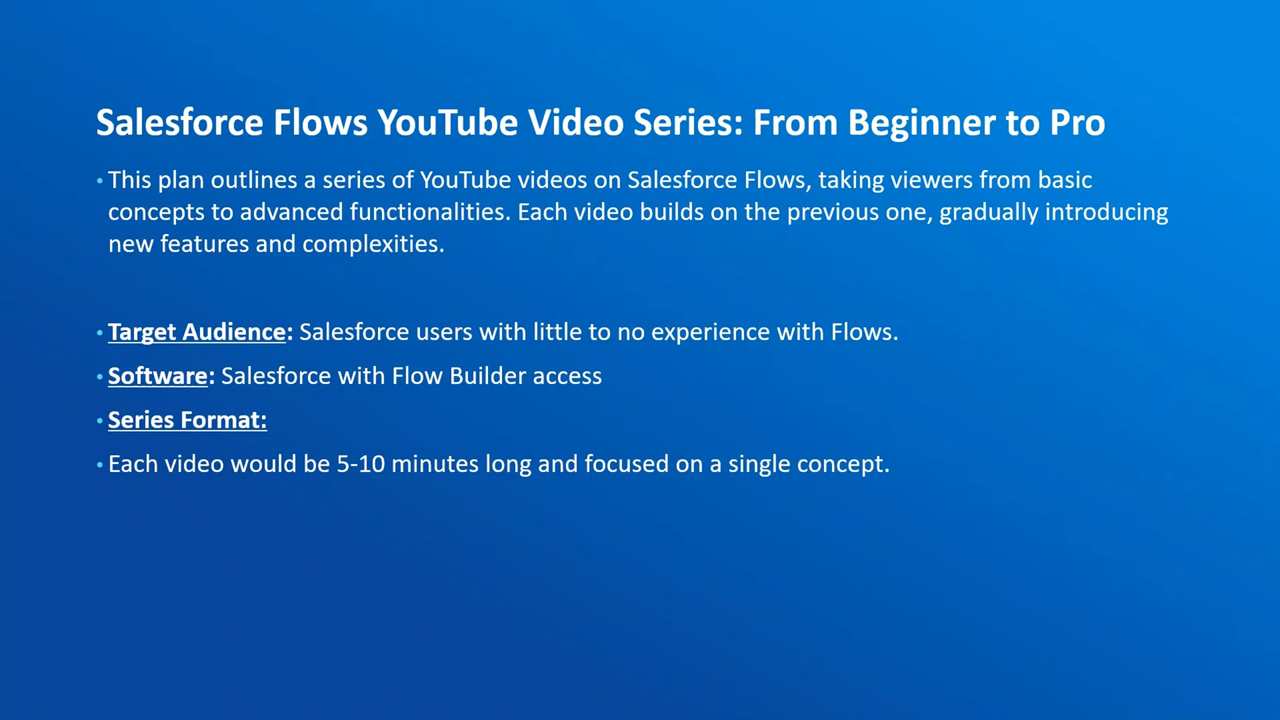 Salesforce Flows YouTube Video Series: From Beginner to Pro
• This plan outlines a series of YouTube videos on Salesforce Flows, taking viewers from basic
concepts to advanced functionalities. Each video builds on the previous one, gradually introducing
new features and complexities.
• Target Audience: Salesforce users with little to no experience with Flows.
• Software: Salesforce with Flow Builder access
• Series Format:
• Each video would be 5-10 minutes long and focused on a single concept.